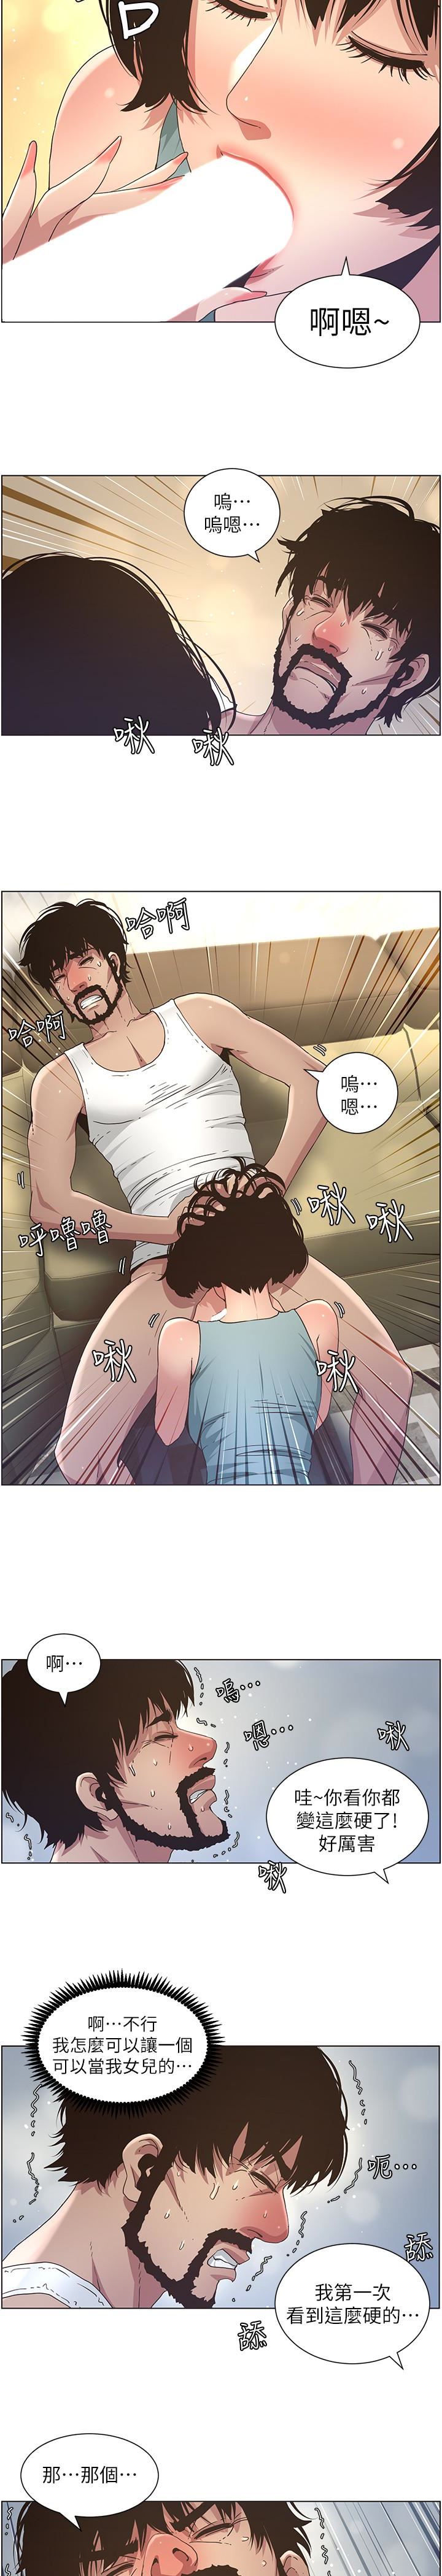 啊嗯~
嗚…
嗚嗯…
啾
啾
哈啊
哈啊
嗚…
嗯…
啾
啾
呼嚕嚕
啾
啾
啊…
嗚…
嗯…
啾
哇~你看你都
變這麼硬了!
好厲害
啾
啊…不行
我怎麼可以讓一個
可以當我女兒的…
呃…
舔
我第一次
看到這麼硬的…
舔
那…那個…